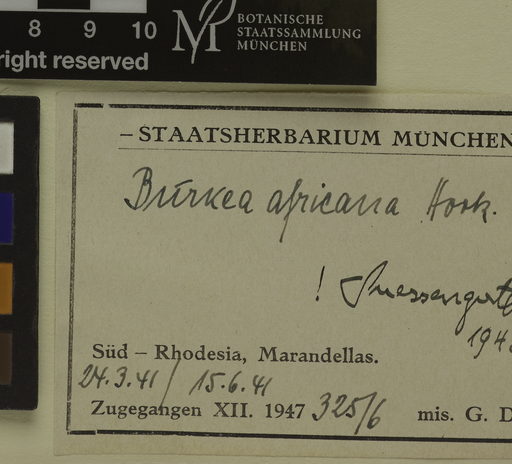 8 9 10
BOTANISCHE
STAATSSAMMLUNG
MÜNCHEN
right reserved
– STAATSHERBARIUM MÜNCHEN
Burkea africana Hook.
! Suessenguth
194
Süd – Rhodesia, Marandellas.
24.3.41 / 15.6.41
Zugegangen XII. 1947 325/6 mis. G. D